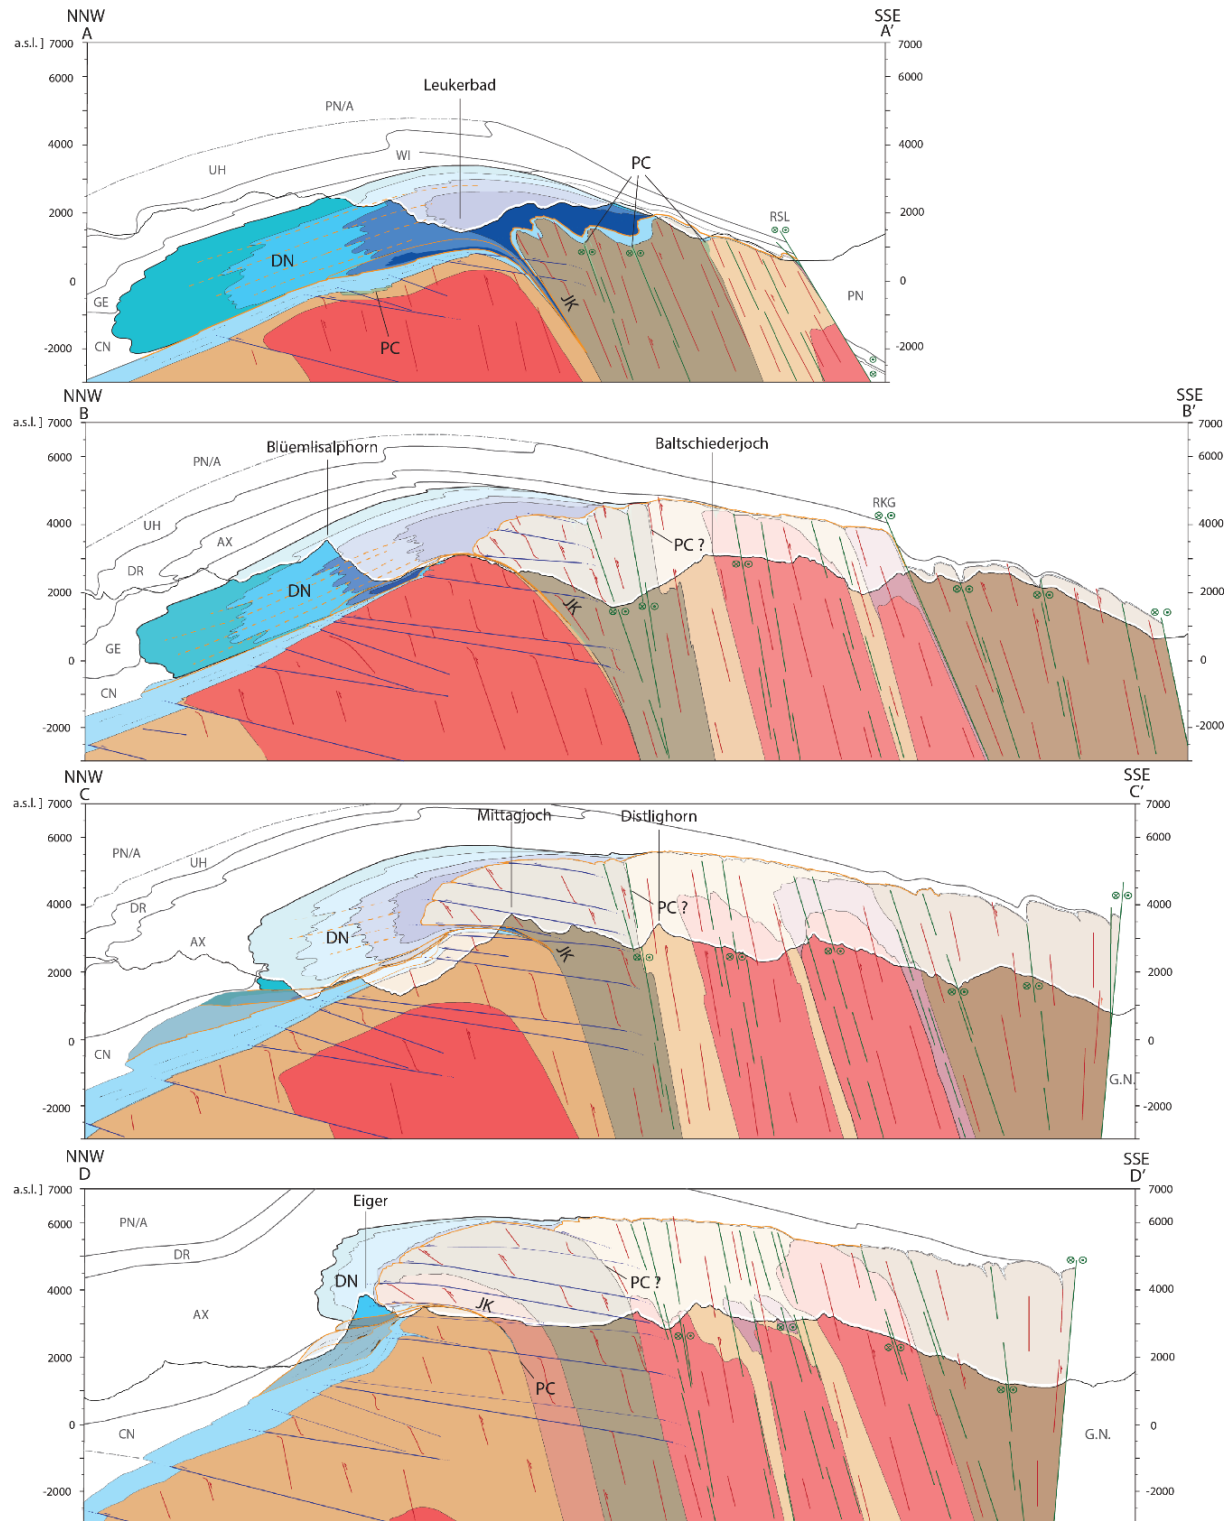 NNW
SSE
A
A'
a.s.l. ] 7000
7000
6000
6000
Leukerbad
PN/A
4000
4000
WI
PC
UH
2000
RSL
2000
DN
0
0
GE
JK
PN
CN
PC
-2000
-2000
NNW
SSE
B
B'
a.s.l. ] 7000
7000
6000
6000
Blüemlisalphorn
Baltschiederjoch
PN/A
RKG
UH
4000
4000
AX
PC ?
DR
DN
2000
2000
JK
GE
0
0
CN
-2000
-2000
NNW
SSE
C
C'
a.s.l. ] 7000
7000
Mittagjoch
Distlighorn
6000
6000
PN/A
UH
4000
4000
DR
PC ?
AX
DN
JK
2000
2000
CN
0
0
G.N.
-2000
-2000
NNW
SSE
D
D'
a.s.l. ] 7000
7000
Eiger
PN/A
6000
6000
DR
DN
PC ?
4000
4000
AX
JK
2000
2000
PC
CN
0
0
G.N.
-2000
-2000